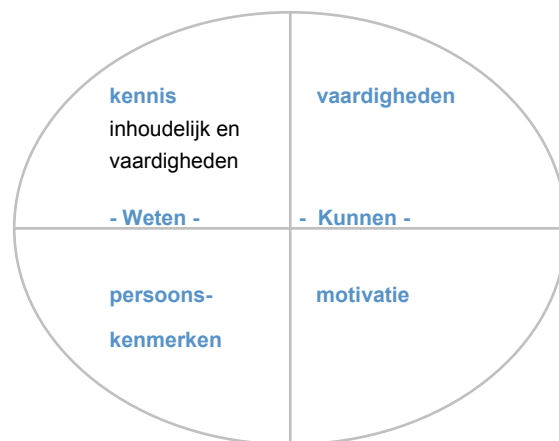 kennis
inhoudelijk en
vaardigheden
- Weten -
vaardigheden
- Kunnen -
persoons-
kenmerken
motivatie